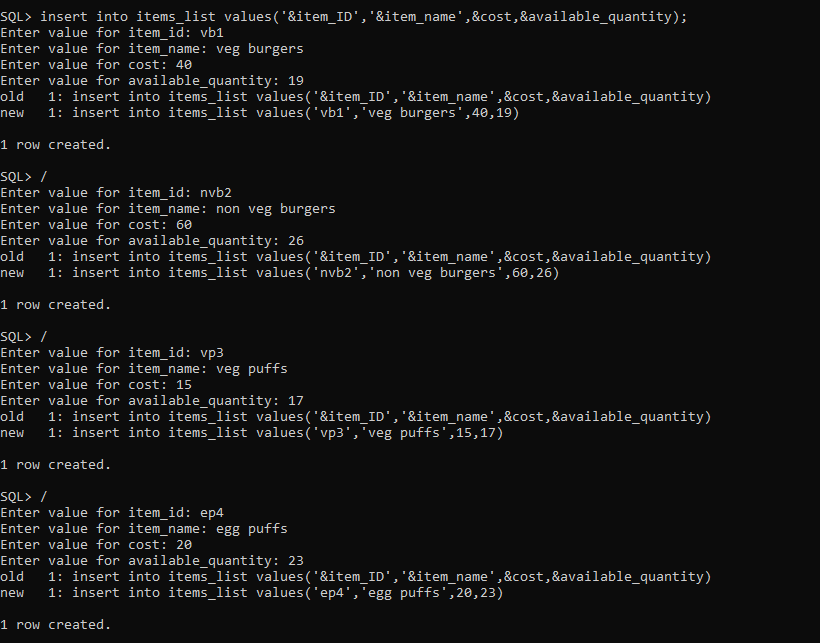 SQL> insert into items_list values('&item_ID','&item_name',&cost,&available_quantity);
Enter value for item_id: vb1
Enter value for item_name: veg burgers
Enter value for cost: 40
Enter value for available_quantity: 19
old   1: insert into items_list values('&item_ID','&item_name',&cost,&available_quantity)
new   1: insert into items_list values('vb1','veg burgers',40,19)
1 row created.
SQL> /
Enter value for item_id: nvb2
Enter value for item_name: non veg burgers
Enter value for cost: 60
Enter value for available_quantity: 26
old   1: insert into items_list values('&item_ID','&item_name',&cost,&available_quantity)
new   1: insert into items_list values('nvb2','non veg burgers',60,26)
1 row created.
SQL> /
Enter value for item_id: vp3
Enter value for item_name: veg puffs
Enter value for cost: 15
Enter value for available_quantity: 17
old   1: insert into items_list values('&item_ID','&item_name',&cost,&available_quantity)
new   1: insert into items_list values('vp3','veg puffs',15,17)
1 row created.
SQL> /
Enter value for item_id: ep4
Enter value for item_name: egg puffs
Enter value for cost: 20
Enter value for available_quantity: 23
old   1: insert into items_list values('&item_ID','&item_name',&cost,&available_quantity)
new   1: insert into items_list values('ep4','egg puffs',20,23)
1 row created.